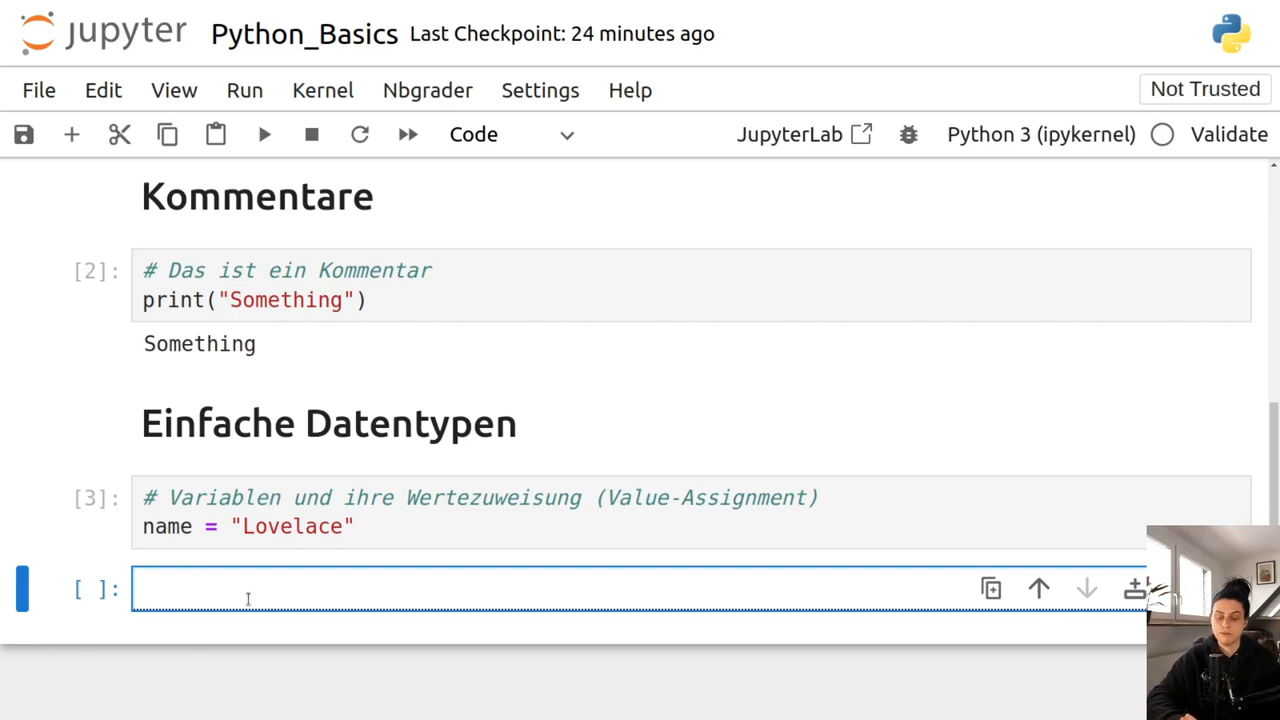 jupyter Python_Basics Last Checkpoint: 24 minutes ago
File Edit View Run Kernel Nbgrader Settings Help Not Trusted
Code JupyterLab Python 3 (ipykernel) Validate
Kommentare
[2]: # Das ist ein Kommentar
print("Something")
Something
Einfache Datentypen
[3]: # Variablen und ihre Wertezuweisung (Value-Assignment)
name = "Lovelace"
[ ]: